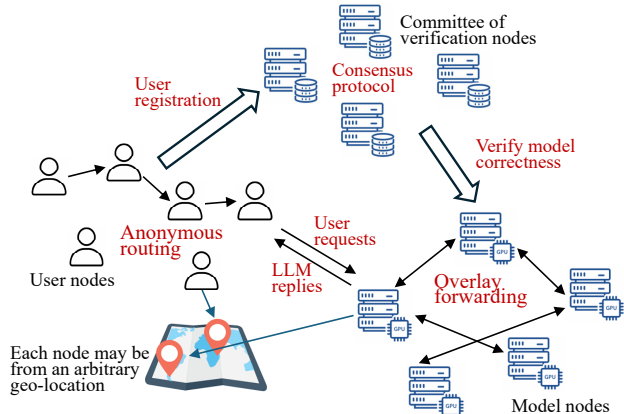 Committee of
verification nodes
Consensus
protocol
User
registration
Verify model
correctness
Anonymous
routing
User nodes
User
requests
LLM
replies
GPU
Overlay
forwarding
GPU
GPU
GPU
GPU
Each node may be
from an arbitrary
geo-location
Model nodes